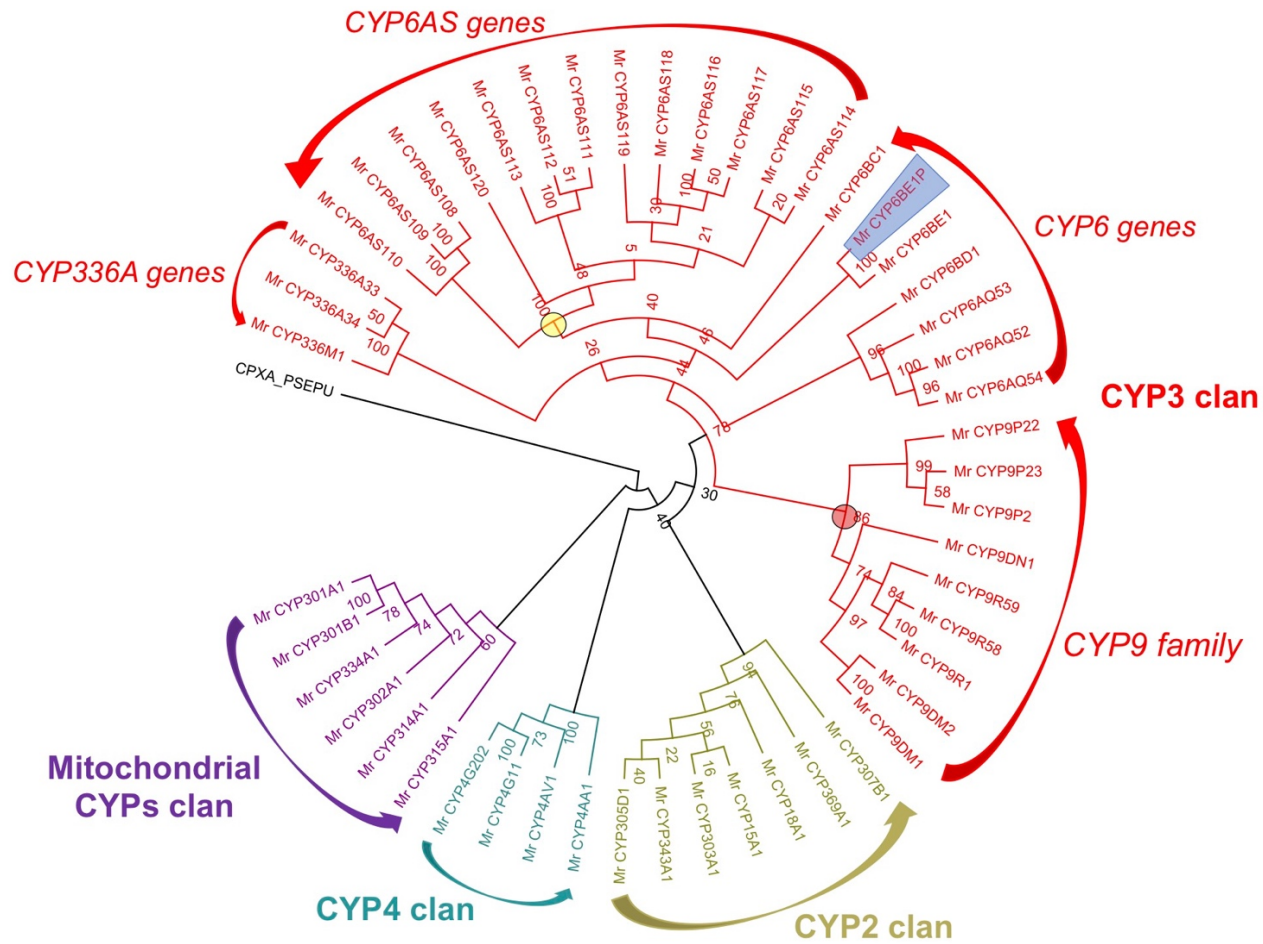 CYP6AS genes
Mr CYP6AS110
Mr CYP6AS109
Mr CYP6AS108
Mr CYP6AS120
Mr CYP6AS113
Mr CYP6AS112
Mr CYP6AS111
Mr CYP6AS119
Mr CYP6AS118
Mr CYP6AS116
Mr CYP6AS117
Mr CYP6AS115
Mr CYP6AS114
Mr CYP6BC1
Mr CYP6BE1P
Mr CYP6BE1
Mr CYP6BD1
Mr CYP6AQ53
Mr CYP6AQ52
Mr CYP6AQ54
CYP6 genes
CYP3 clan
CYP336A genes
Mr CYP336A33
Mr CYP336A34
Mr CYP336M1
CPXA_PSEPU
100
100
100
100
51
39
100
50
20
21
5
48
40
46
44
26
50
100
100
96
100
96
78
30
46
Mr CYP9P22
Mr CYP9P23
Mr CYP9P2
Mr CYP9DN1
Mr CYP9R59
Mr CYP9R58
Mr CYP9R1
Mr CYP9DM2
Mr CYP9DM1
CYP9 family
99
58
86
74
84
100
97
100
Mr CYP301A1
Mr CYP301B1
Mr CYP334A1
Mr CYP302A1
Mr CYP314A1
Mr CYP315A1
100
78
74
72
60
Mitochondrial
CYPs clan
Mr CYP4G202
Mr CYP4G11
Mr CYP4AV1
Mr CYP4AA1
100
73
100
CYP4 clan
Mr CYP305D1
Mr CYP343A1
Mr CYP303A1
Mr CYP15A1
Mr CYP18A1
Mr CYP369A1
Mr CYP307B1
40
22
16
56
75
94
CYP2 clan